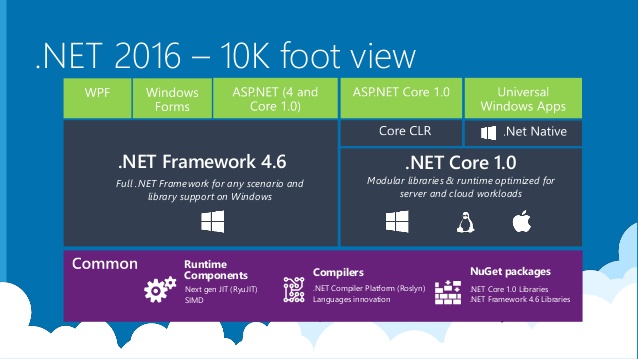 .NET 2016 – 10K foot view
WPF
Windows
Forms
ASP.NET (4 and
Core 1.0)
ASP.NET Core 1.0
Universal
Windows Apps
Core CLR
.Net Native
.NET Framework 4.6
Full .NET Framework for any scenario and
library support on Windows
.NET Core 1.0
Modular libraries & runtime optimized for
server and cloud workloads
Common
Runtime
Components
Next gen JIT (RyuJIT)
SIMD
Compilers
.NET Compiler Platform (Roslyn)
Languages innovation
NuGet packages
.NET Core 1.0 Libraries
.NET Framework 4.6 Libraries